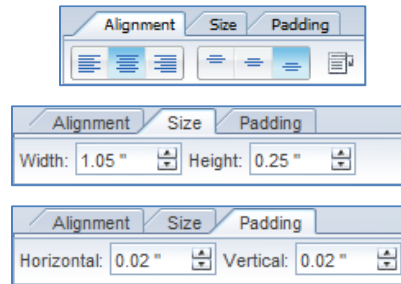 Alignment Size Padding
Alignment Size Padding
Width: 1.05 " Height: 0.25 "
Alignment Size Padding
Horizontal: 0.02 " Vertical: 0.02 "